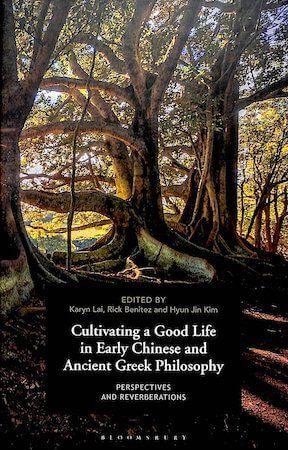 EDITED BY
Karyn Lai, Rick Benitez and Hyun Jin Kim
Cultivating a Good Life
in Early Chinese and
Ancient Greek Philosophy
PERSPECTIVES
AND REVERBERATIONS
BLOOMSBURY